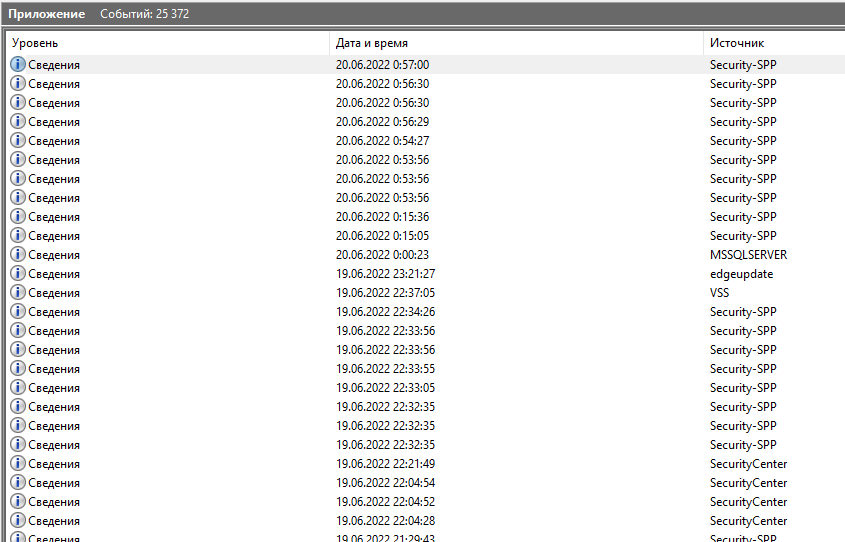 Приложение Событий: 25 372
Уровень Дата и время Источник
Сведения 20.06.2022 0:57:00 Security-SPP
Сведения 20.06.2022 0:56:30 Security-SPP
Сведения 20.06.2022 0:56:30 Security-SPP
Сведения 20.06.2022 0:56:29 Security-SPP
Сведения 20.06.2022 0:54:27 Security-SPP
Сведения 20.06.2022 0:53:56 Security-SPP
Сведения 20.06.2022 0:53:56 Security-SPP
Сведения 20.06.2022 0:53:56 Security-SPP
Сведения 20.06.2022 0:15:36 Security-SPP
Сведения 20.06.2022 0:15:05 Security-SPP
Сведения 20.06.2022 0:00:23 MSSQLSERVER
Сведения 19.06.2022 23:21:27 edgeupdate
Сведения 19.06.2022 22:37:05 VSS
Сведения 19.06.2022 22:34:26 Security-SPP
Сведения 19.06.2022 22:33:56 Security-SPP
Сведения 19.06.2022 22:33:56 Security-SPP
Сведения 19.06.2022 22:33:55 Security-SPP
Сведения 19.06.2022 22:33:05 Security-SPP
Сведения 19.06.2022 22:32:35 Security-SPP
Сведения 19.06.2022 22:32:35 Security-SPP
Сведения 19.06.2022 22:32:35 Security-SPP
Сведения 19.06.2022 22:21:49 SecurityCenter
Сведения 19.06.2022 22:04:54 SecurityCenter
Сведения 19.06.2022 22:04:52 SecurityCenter
Сведения 19.06.2022 22:04:28 SecurityCenter
Сведения 19.06.2022 21:29:43 Security-SPP